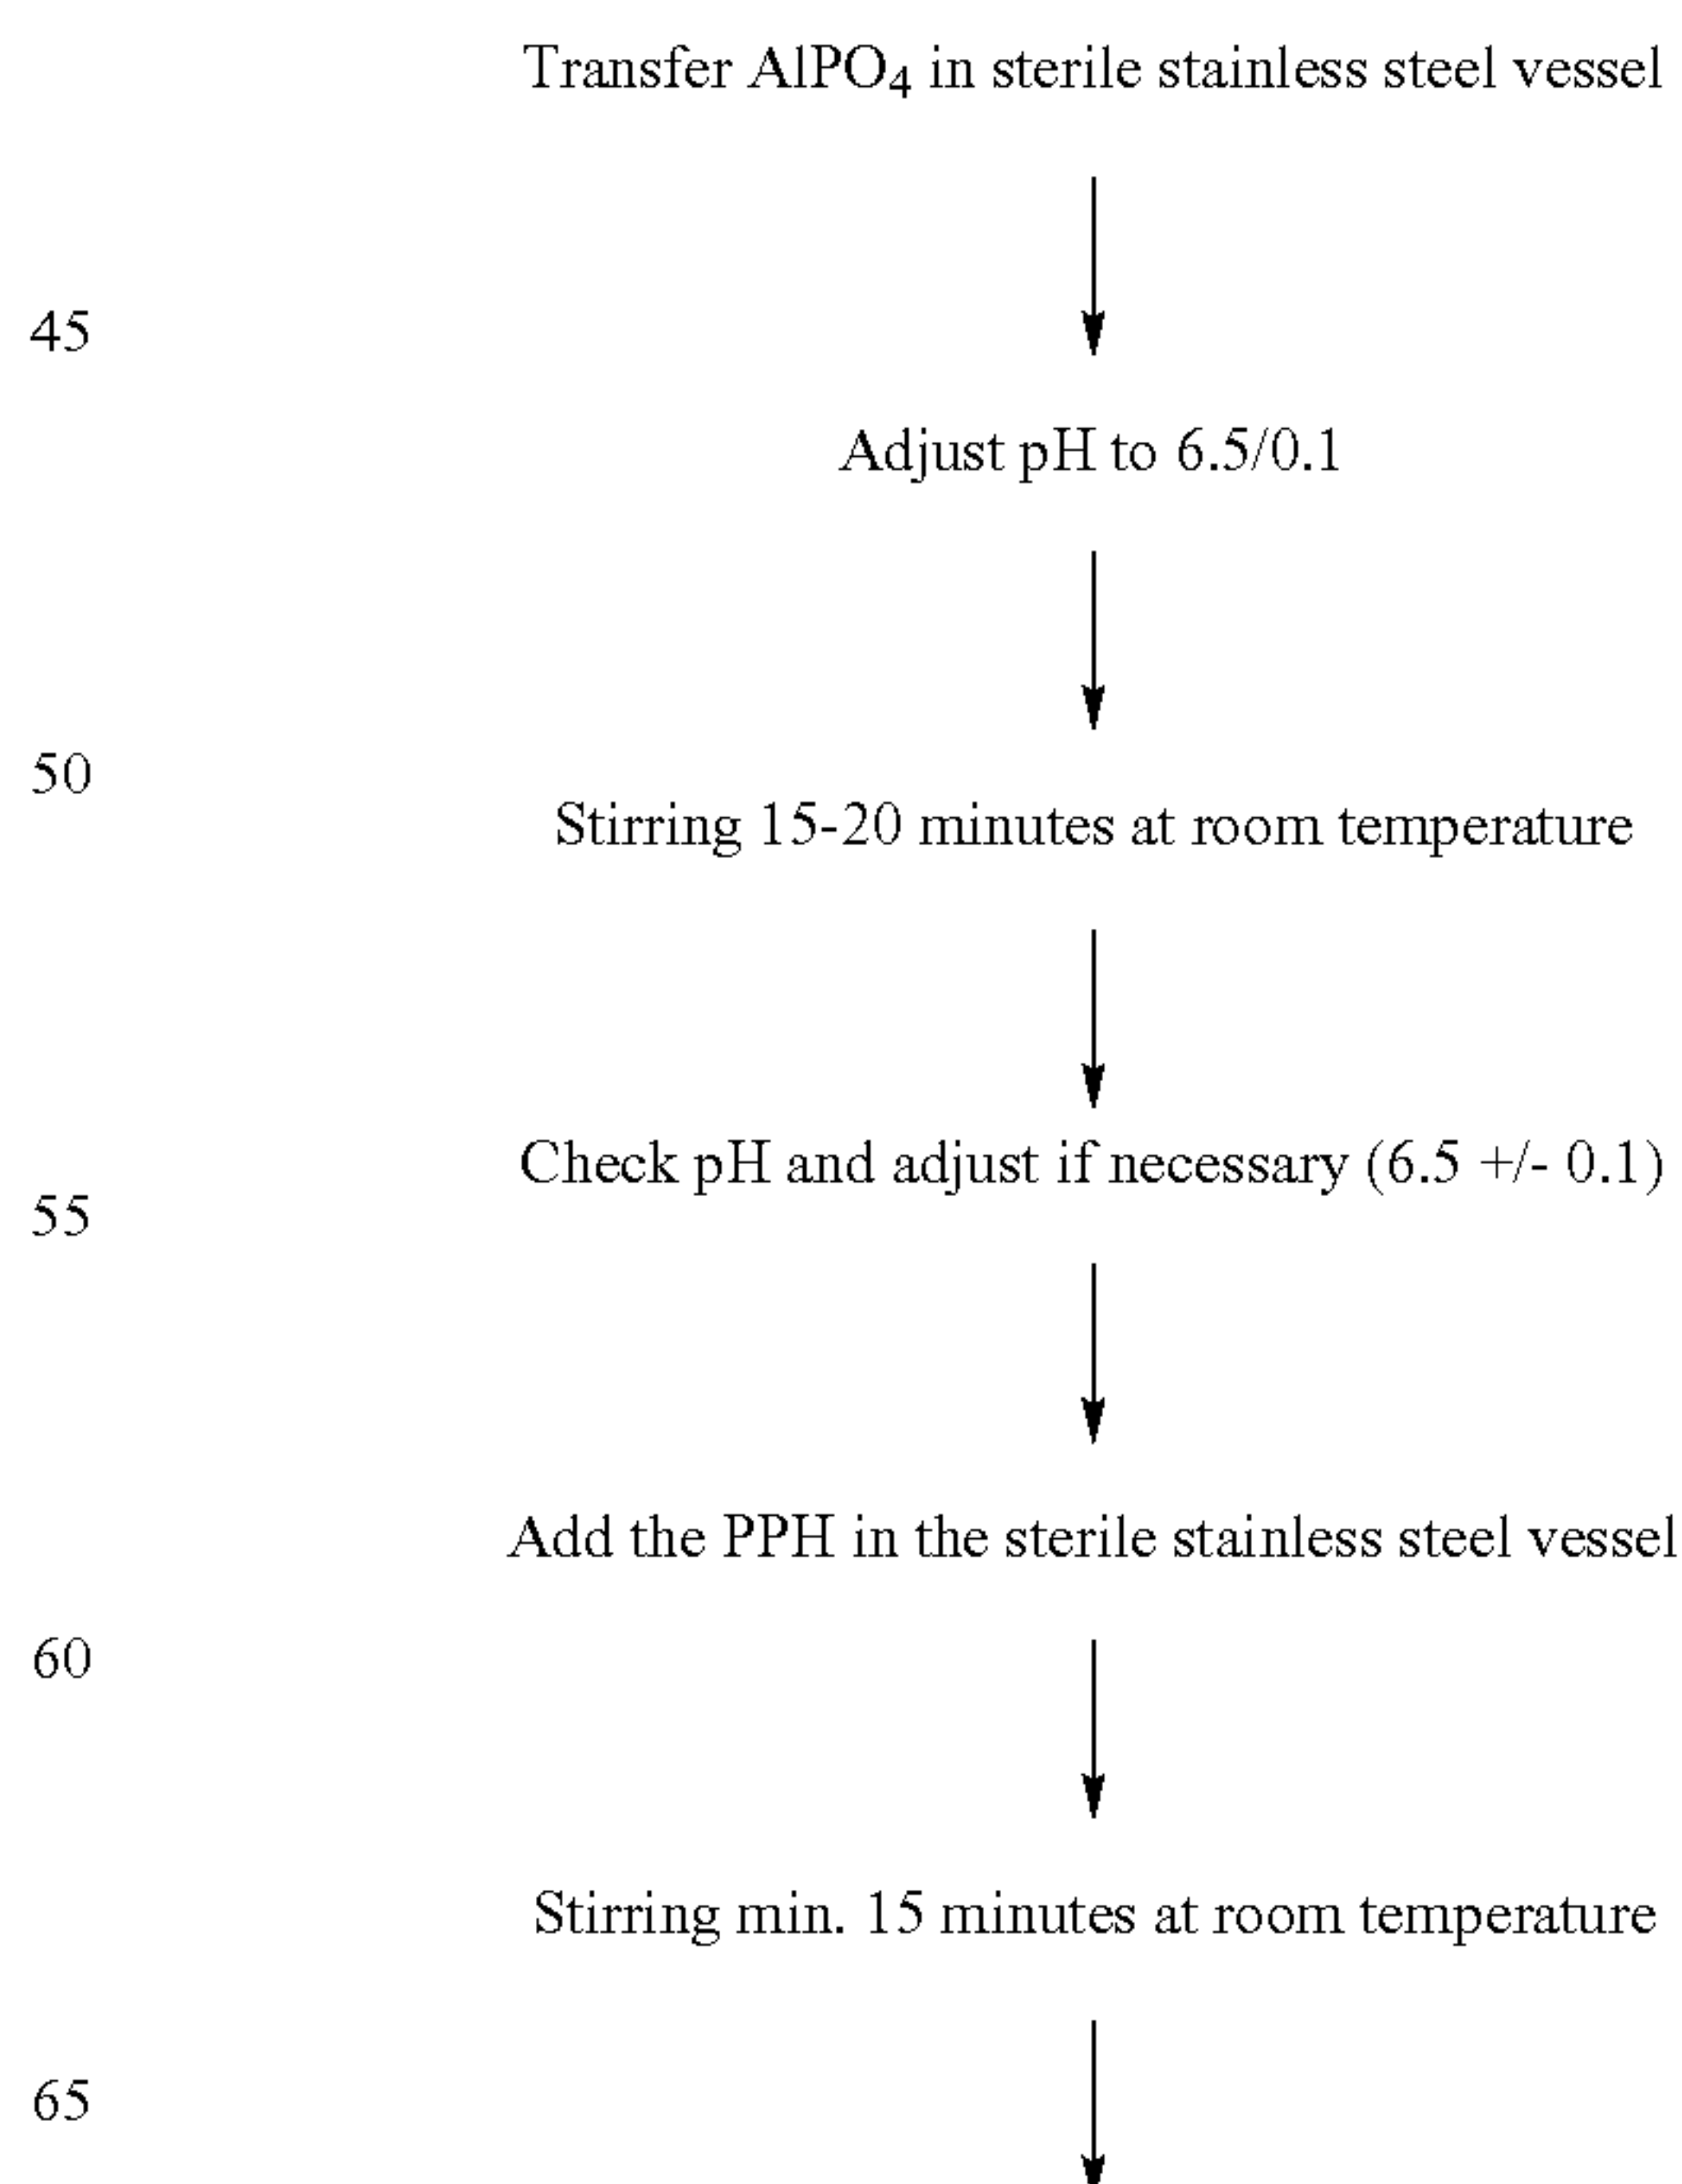 Transfer AlPO₄ in sterile stainless steel vessel
45
Adjust pH to 6.5/0.1
50
Stirring 15-20 minutes at room temperature
Check pH and adjust if necessary (6.5 +/- 0.1)
55
Add the PPH in the sterile stainless steel vessel
60
Stirring min. 15 minutes at room temperature
65